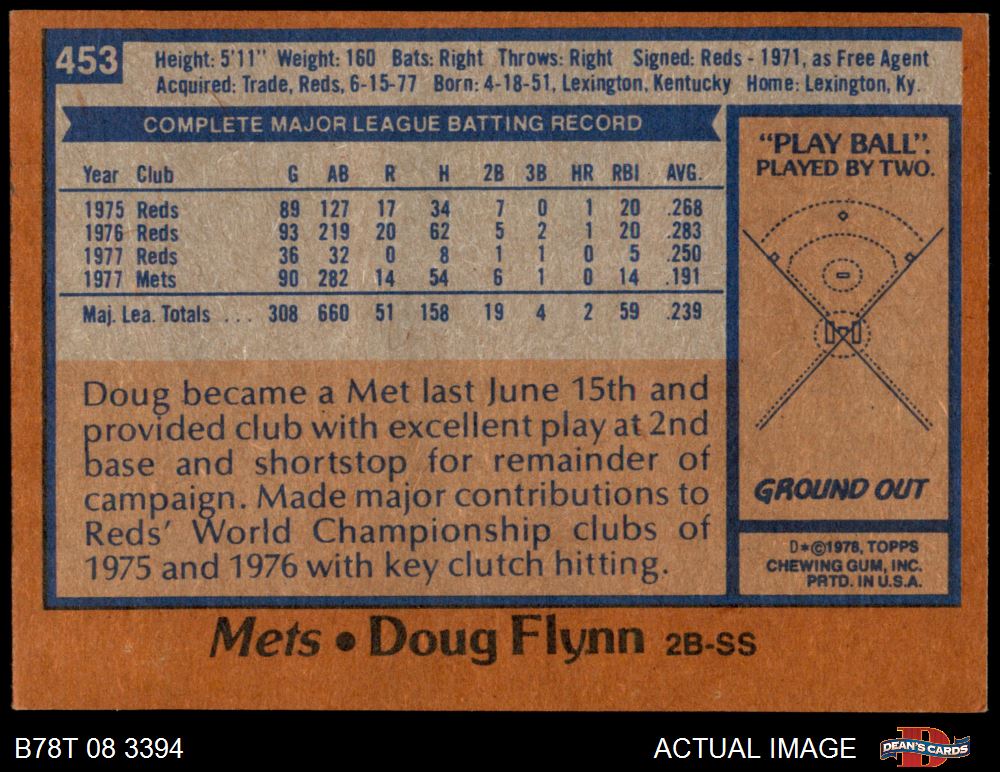 453
Height: 5'11" Weight: 160 Bats: Right Throws: Right Signed: Reds - 1971, as Free Agent
Acquired: Trade, Reds, 6-15-77 Born: 4-18-51, Lexington, Kentucky Home: Lexington, Ky.
COMPLETE MAJOR LEAGUE BATTING RECORD
Year Club G AB R H 2B 3B HR RBI AVG.
1975 Reds 89 127 17 34 7 0 1 20 .268
1976 Reds 93 219 20 62 5 2 1 20 .283
1977 Reds 36 32 0 8 1 1 0 5 .250
1977 Mets 90 282 14 54 6 1 0 14 .191
Maj. Lea. Totals . . . 308 660 51 158 19 4 2 59 .239
Doug became a Met last June 15th and
provided club with excellent play at 2nd
base and shortstop for remainder of
campaign. Made major contributions to
Reds' World Championship clubs of
1975 and 1976 with key clutch hitting.
"PLAY BALL".
PLAYED BY TWO.
GROUND OUT
D*©1978, TOPPS
CHEWING GUM, INC.
PRTD. IN U.S.A.
Mets • Doug Flynn 2B-SS
B78T 08 3394
ACTUAL IMAGE
DEAN'S CARDS